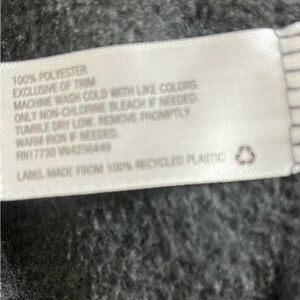 100% POLYESTER
EXCLUSIVE OF TRIM
MACHINE WASH COLD WITH LIKE COLORS.
ONLY NON-CHLORINE BLEACH IF NEEDED.
TUMBLE DRY LOW. REMOVE PROMPTLY.
WARM IRON IF NEEDED.
RN17730
LABEL MADE FROM 100% RECYCLED PLASTIC